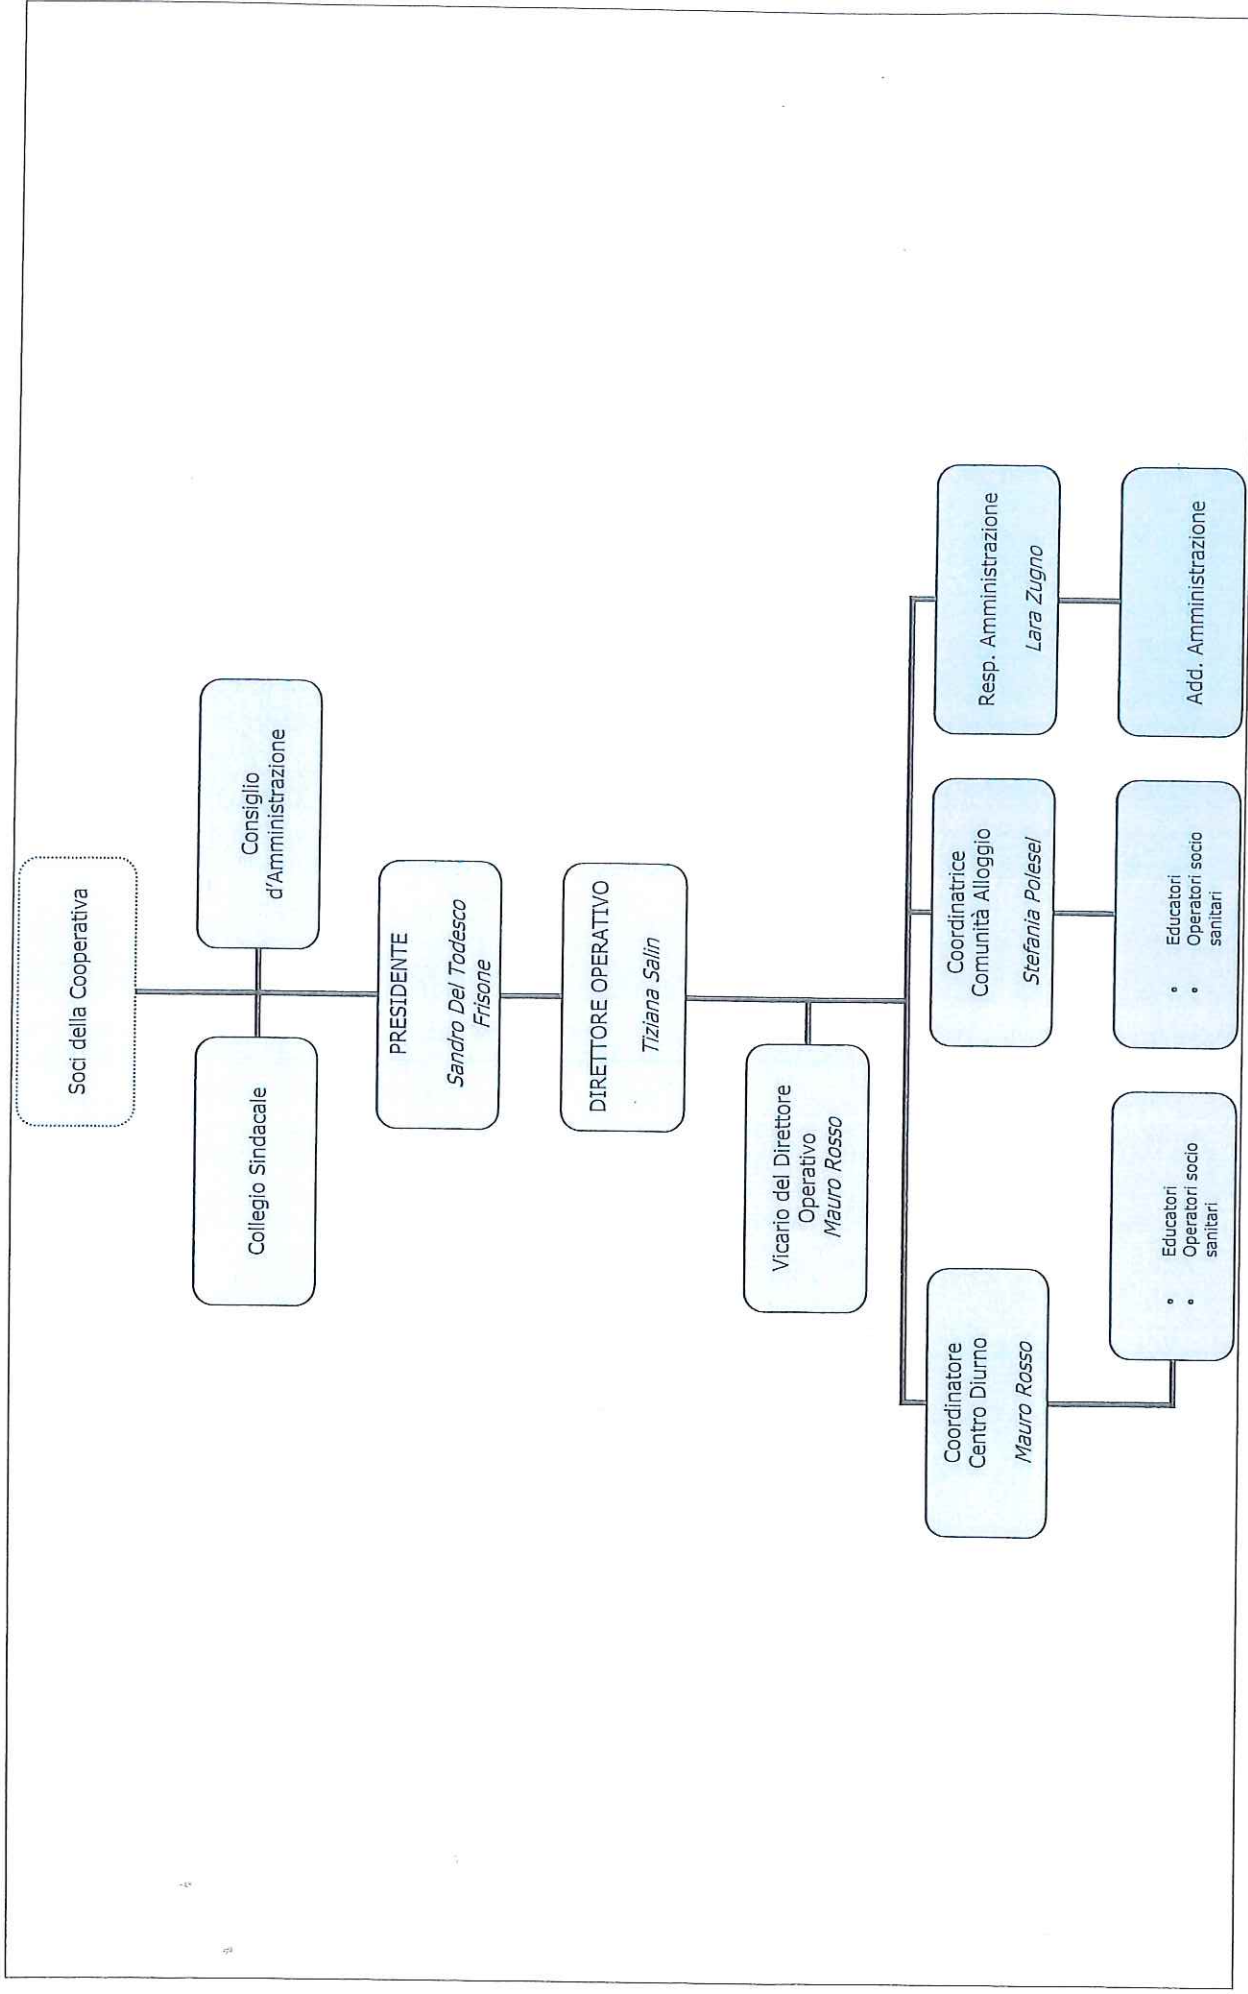 Soci della Cooperativa
Collegio Sindacale
Consiglio
d'Amministrazione
PRESIDENTE
Sandro Del Todesco
Frisone
DIRETTORE OPERATIVO
Tiziana Salin
Vicario del Direttore
Operativo
Mauro Rosso
Coordinatore
Centro Diurno
Mauro Rosso
Coordinatrice
Comunità Alloggio
Stefania Polesel
Resp. Amministrazione
Lara Zugno
• Educatori
• Operatori socio
sanitari
• Educatori
• Operatori socio
sanitari
Add. Amministrazione